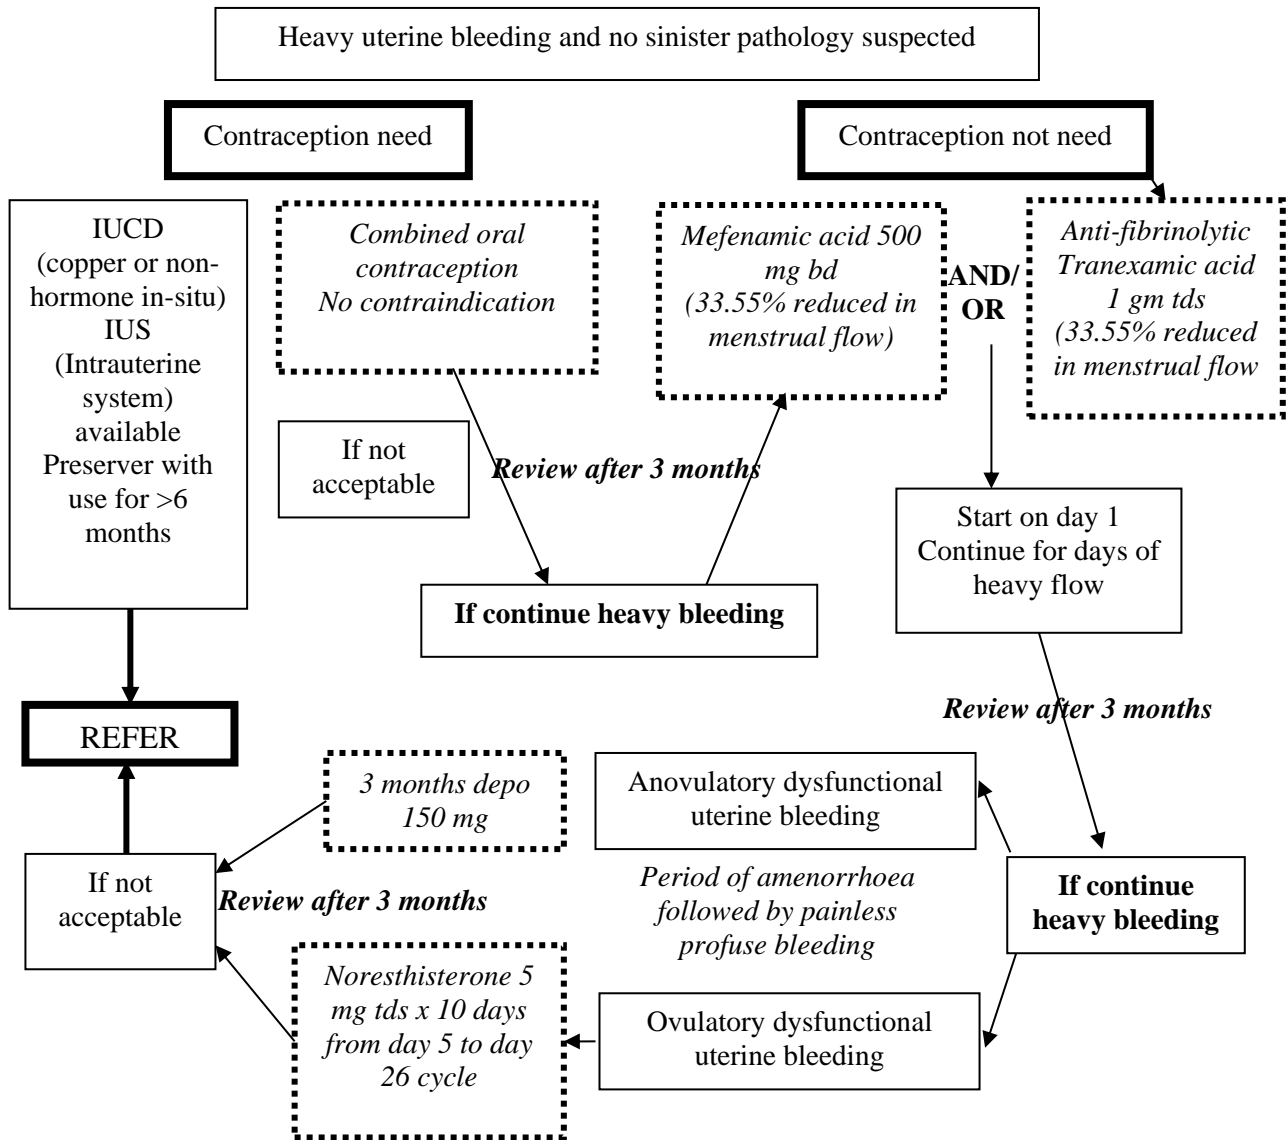 Heavy uterine bleeding and no sinister pathology suspected
Contraception need
Contraception not need
IUCD
(copper or non-
hormone in-situ)
IUS
(Intrauterine
system)
available
Preserver with
use for >6
months
Combined oral
contraception
No contraindication
Mefenamic acid 500
mg bd
(33.55% reduced in
menstrual flow)
AND/
OR
Anti-fibrinolytic
Tranexamic acid
1 gm tds
(33.55% reduced
in menstrual flow
If not
acceptable
Review after 3 months
Start on day 1
Continue for days of
heavy flow
If continue heavy bleeding
REFER
Review after 3 months
3 months depo
150 mg
Anovulatory dysfunctional
uterine bleeding
If not
acceptable
Review after 3 months
Period of amenorrhoea
followed by painless
profuse bleeding
If continue
heavy bleeding
Noresthisterone 5
mg tds x 10 days
from day 5 to day
26 cycle
Ovulatory dysfunctional
uterine bleeding